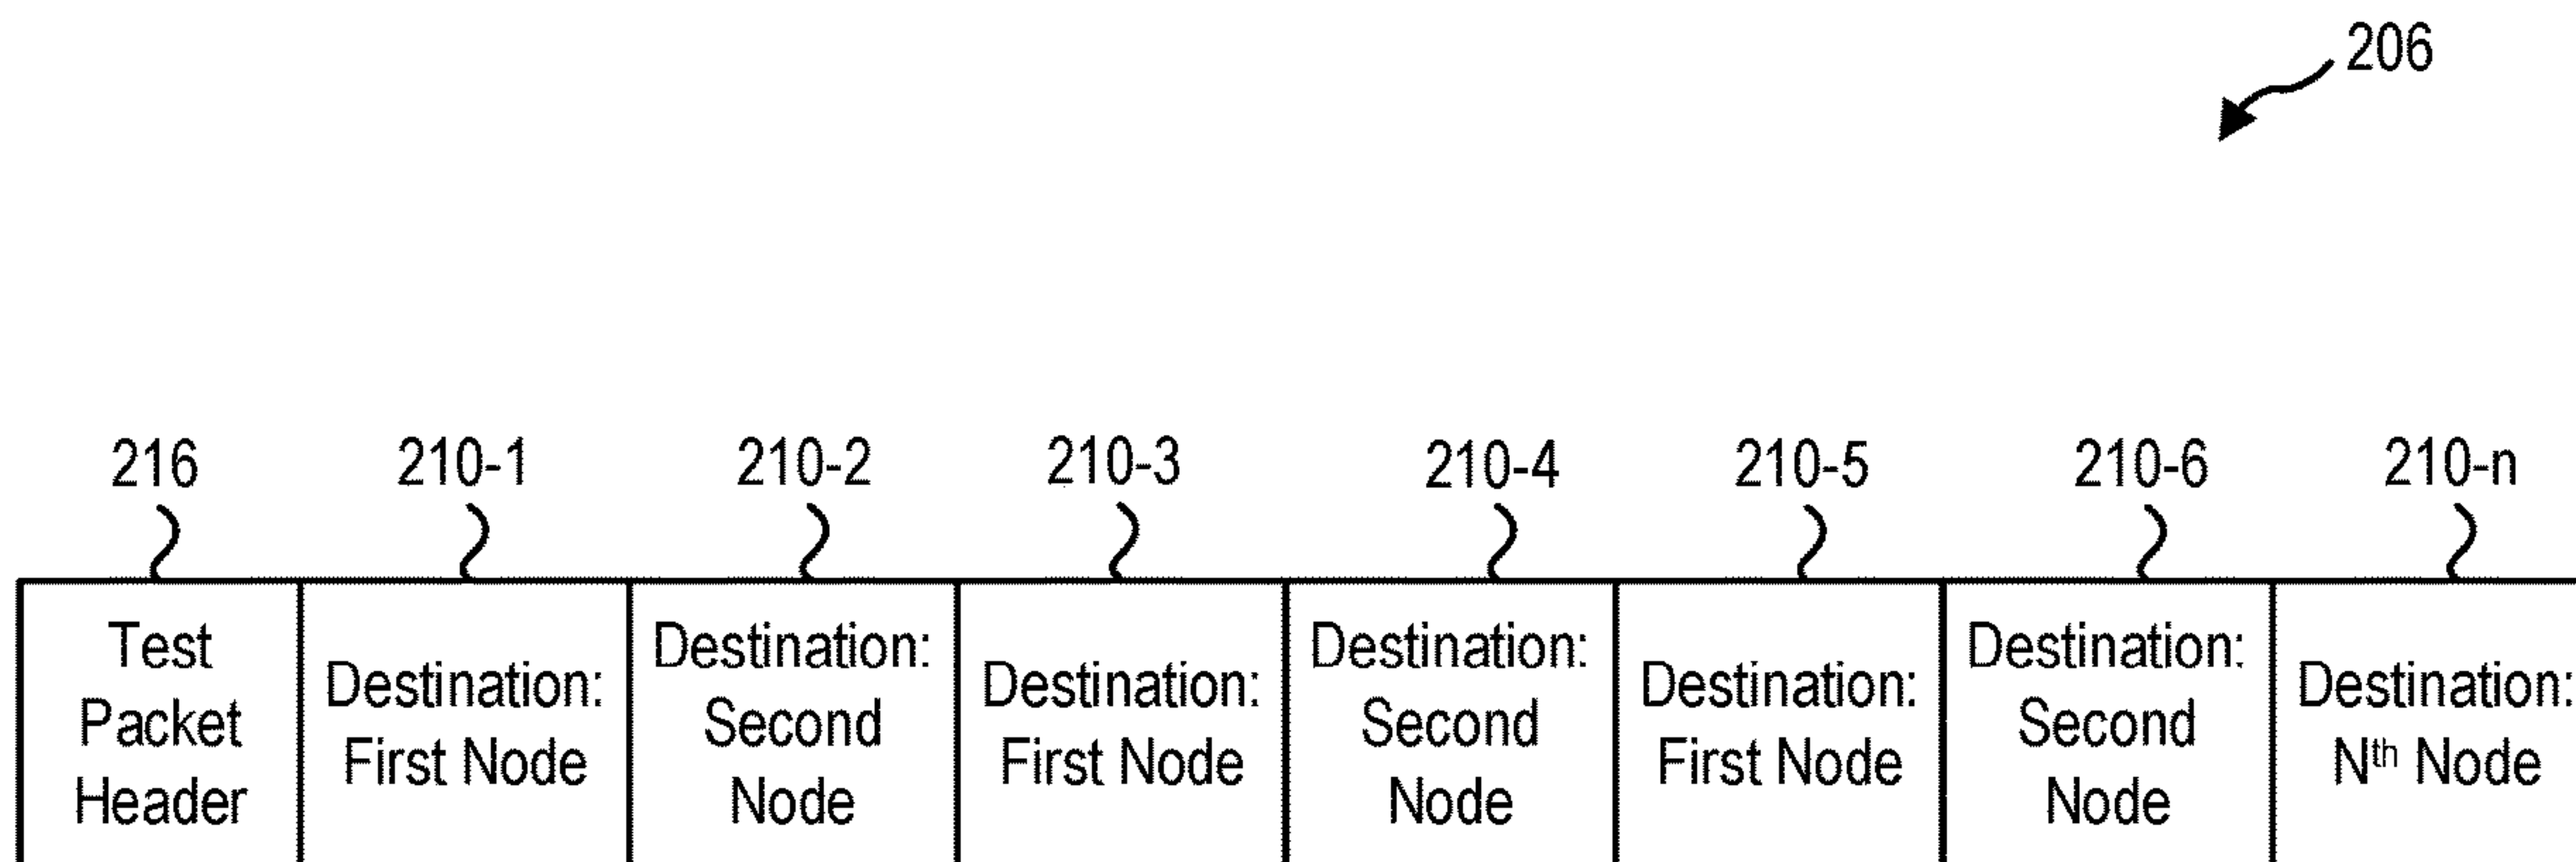 206
216
210-1
210-2
210-3
210-4
210-5
210-6
210-n
Test
Packet
Header
Destination:
First Node
Destination:
Second
Node
Destination:
First Node
Destination:
Second
Node
Destination:
First Node
Destination:
Second
Node
Destination:
Nth Node